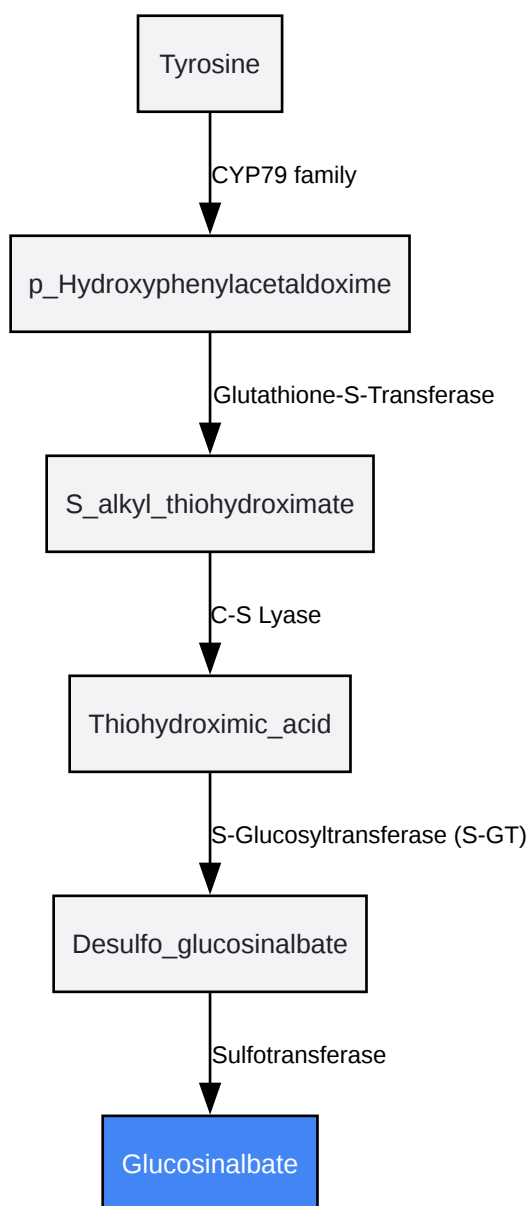 Tyrosine
CYP79 family
p_Hydroxyphenylacetaldoxime
Glutathione-S-Transferase
S_alkyl_thiohydroximate
C-S Lyase
Thiohydroximic_acid
S-Glucosyltransferase (S-GT)
Desulfo_glucosinalbate
Sulfotransferase
Glucosinalbate